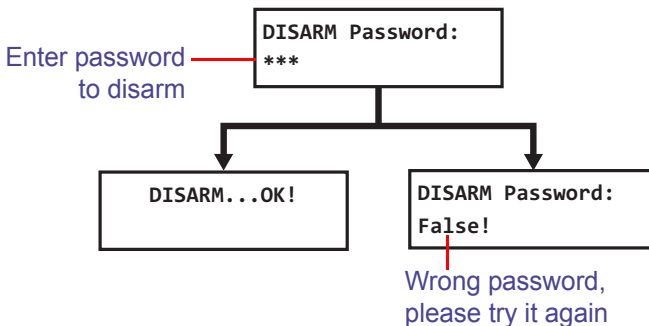 DISARM Password:
***
Enter password
to disarm
DISARM...OK!
DISARM Password:
False!
Wrong password,
please try it again